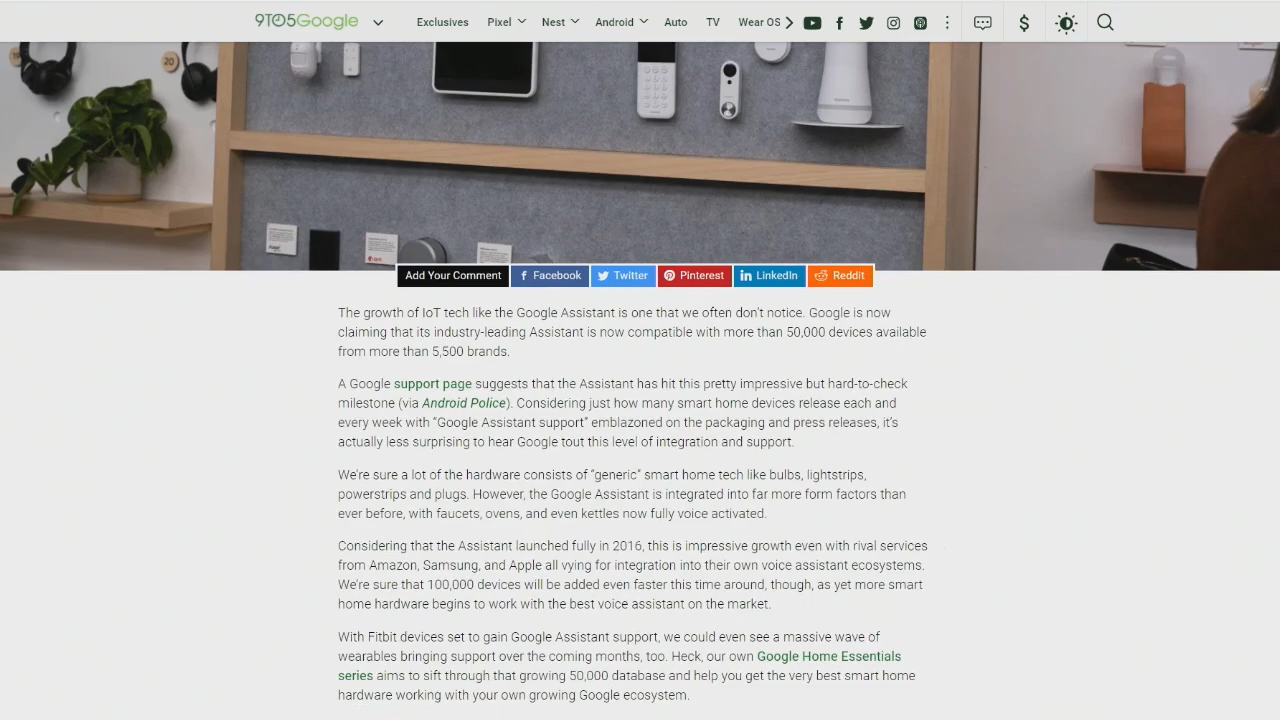 9TO5Google
Exclusives Pixel Nest Android Auto TV Wear OS
20
Add Your Comment Facebook Twitter Pinterest LinkedIn Reddit
The growth of IoT tech like the Google Assistant is one that we often don't notice. Google is now
claiming that its industry-leading Assistant is now compatible with more than 50,000 devices available
from more than 5,500 brands.
A Google support page suggests that the Assistant has hit this pretty impressive but hard-to-check
milestone (via Android Police). Considering just how many smart home devices release each and
every week with “Google Assistant support” emblazoned on the packaging and press releases, it’s
actually less surprising to hear Google tout this level of integration and support.
We’re sure a lot of the hardware consists of “generic” smart home tech like bulbs, lightstrips,
powerstrips and plugs. However, the Google Assistant is integrated into far more form factors than
ever before, with faucets, ovens, and even kettles now fully voice activated.
Considering that the Assistant launched fully in 2016, this is impressive growth even with rival services
from Amazon, Samsung, and Apple all vying for integration into their own voice assistant ecosystems.
We’re sure that 100,000 devices will be added even faster this time around, though, as yet more smart
home hardware begins to work with the best voice assistant on the market.
With Fitbit devices set to gain Google Assistant support, we could even see a massive wave of
wearables bringing support over the coming months, too. Heck, our own Google Home Essentials
series aims to sift through that growing 50,000 database and help you get the very best smart home
hardware working with your own growing Google ecosystem.